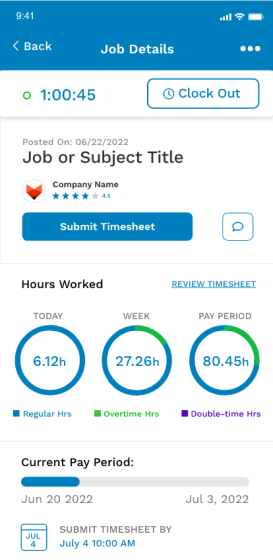 9:41
Back
Job Details
1:00:45
Clock Out
Posted On: 06/22/2022
Job or Subject Title
Company Name
4.5
Submit Timesheet
Hours Worked
REVIEW TIMESHEET
TODAY WEEK PAY PERIOD
6.12h 27.26h 80.45h
Regular Hrs Overtime Hrs Double-time Hrs
Current Pay Period:
Jun 20 2022 Jul 3, 2022
JUL
4
SUBMIT TIMESHEET BY
July 4 10:00 AM